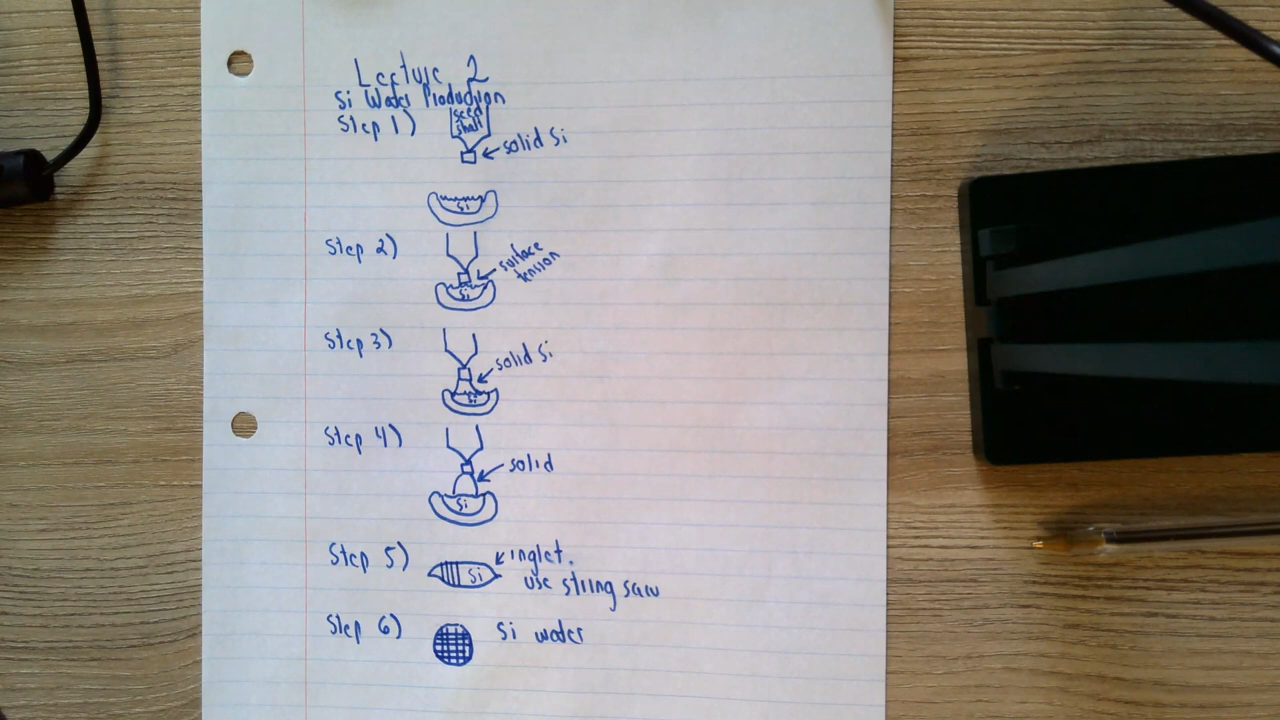 Lecture 2
Si Wafer Production
Step 1)
seed
shaft
solid Si
Si
Step 2)
surface
tension
Si
Step 3)
solid Si
Si
Step 4)
solid
Si
Step 5)
inglet.
Si
use string saw
Step 6)
Si wafer